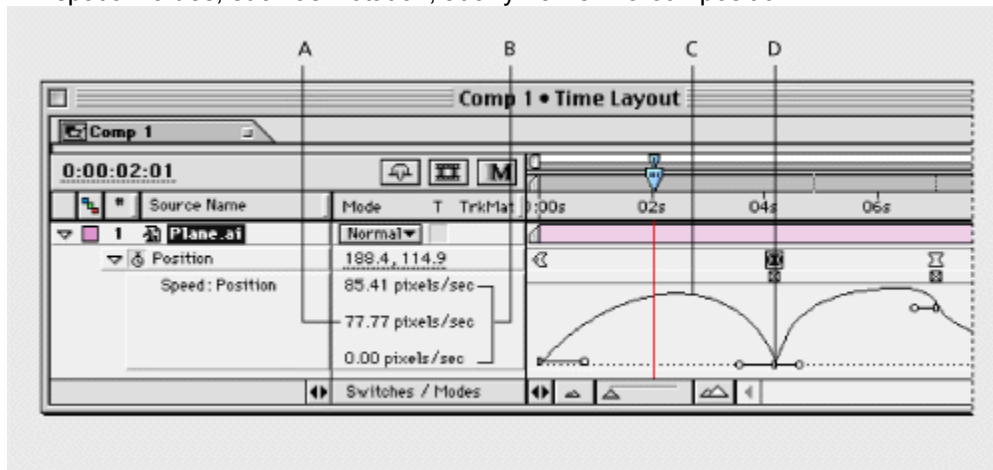 A B C D
Comp 1 • Time Layout
Comp 1
0:00:02:01
M
# Source Name Mode T TrkMat 0:00s 02s 04s 06s
1 Plane.ai Normal
Position 188.4, 114.9
Speed: Position 85.41 pixels/sec
77.77 pixels/sec
0.00 pixels/sec
Switches / Modes